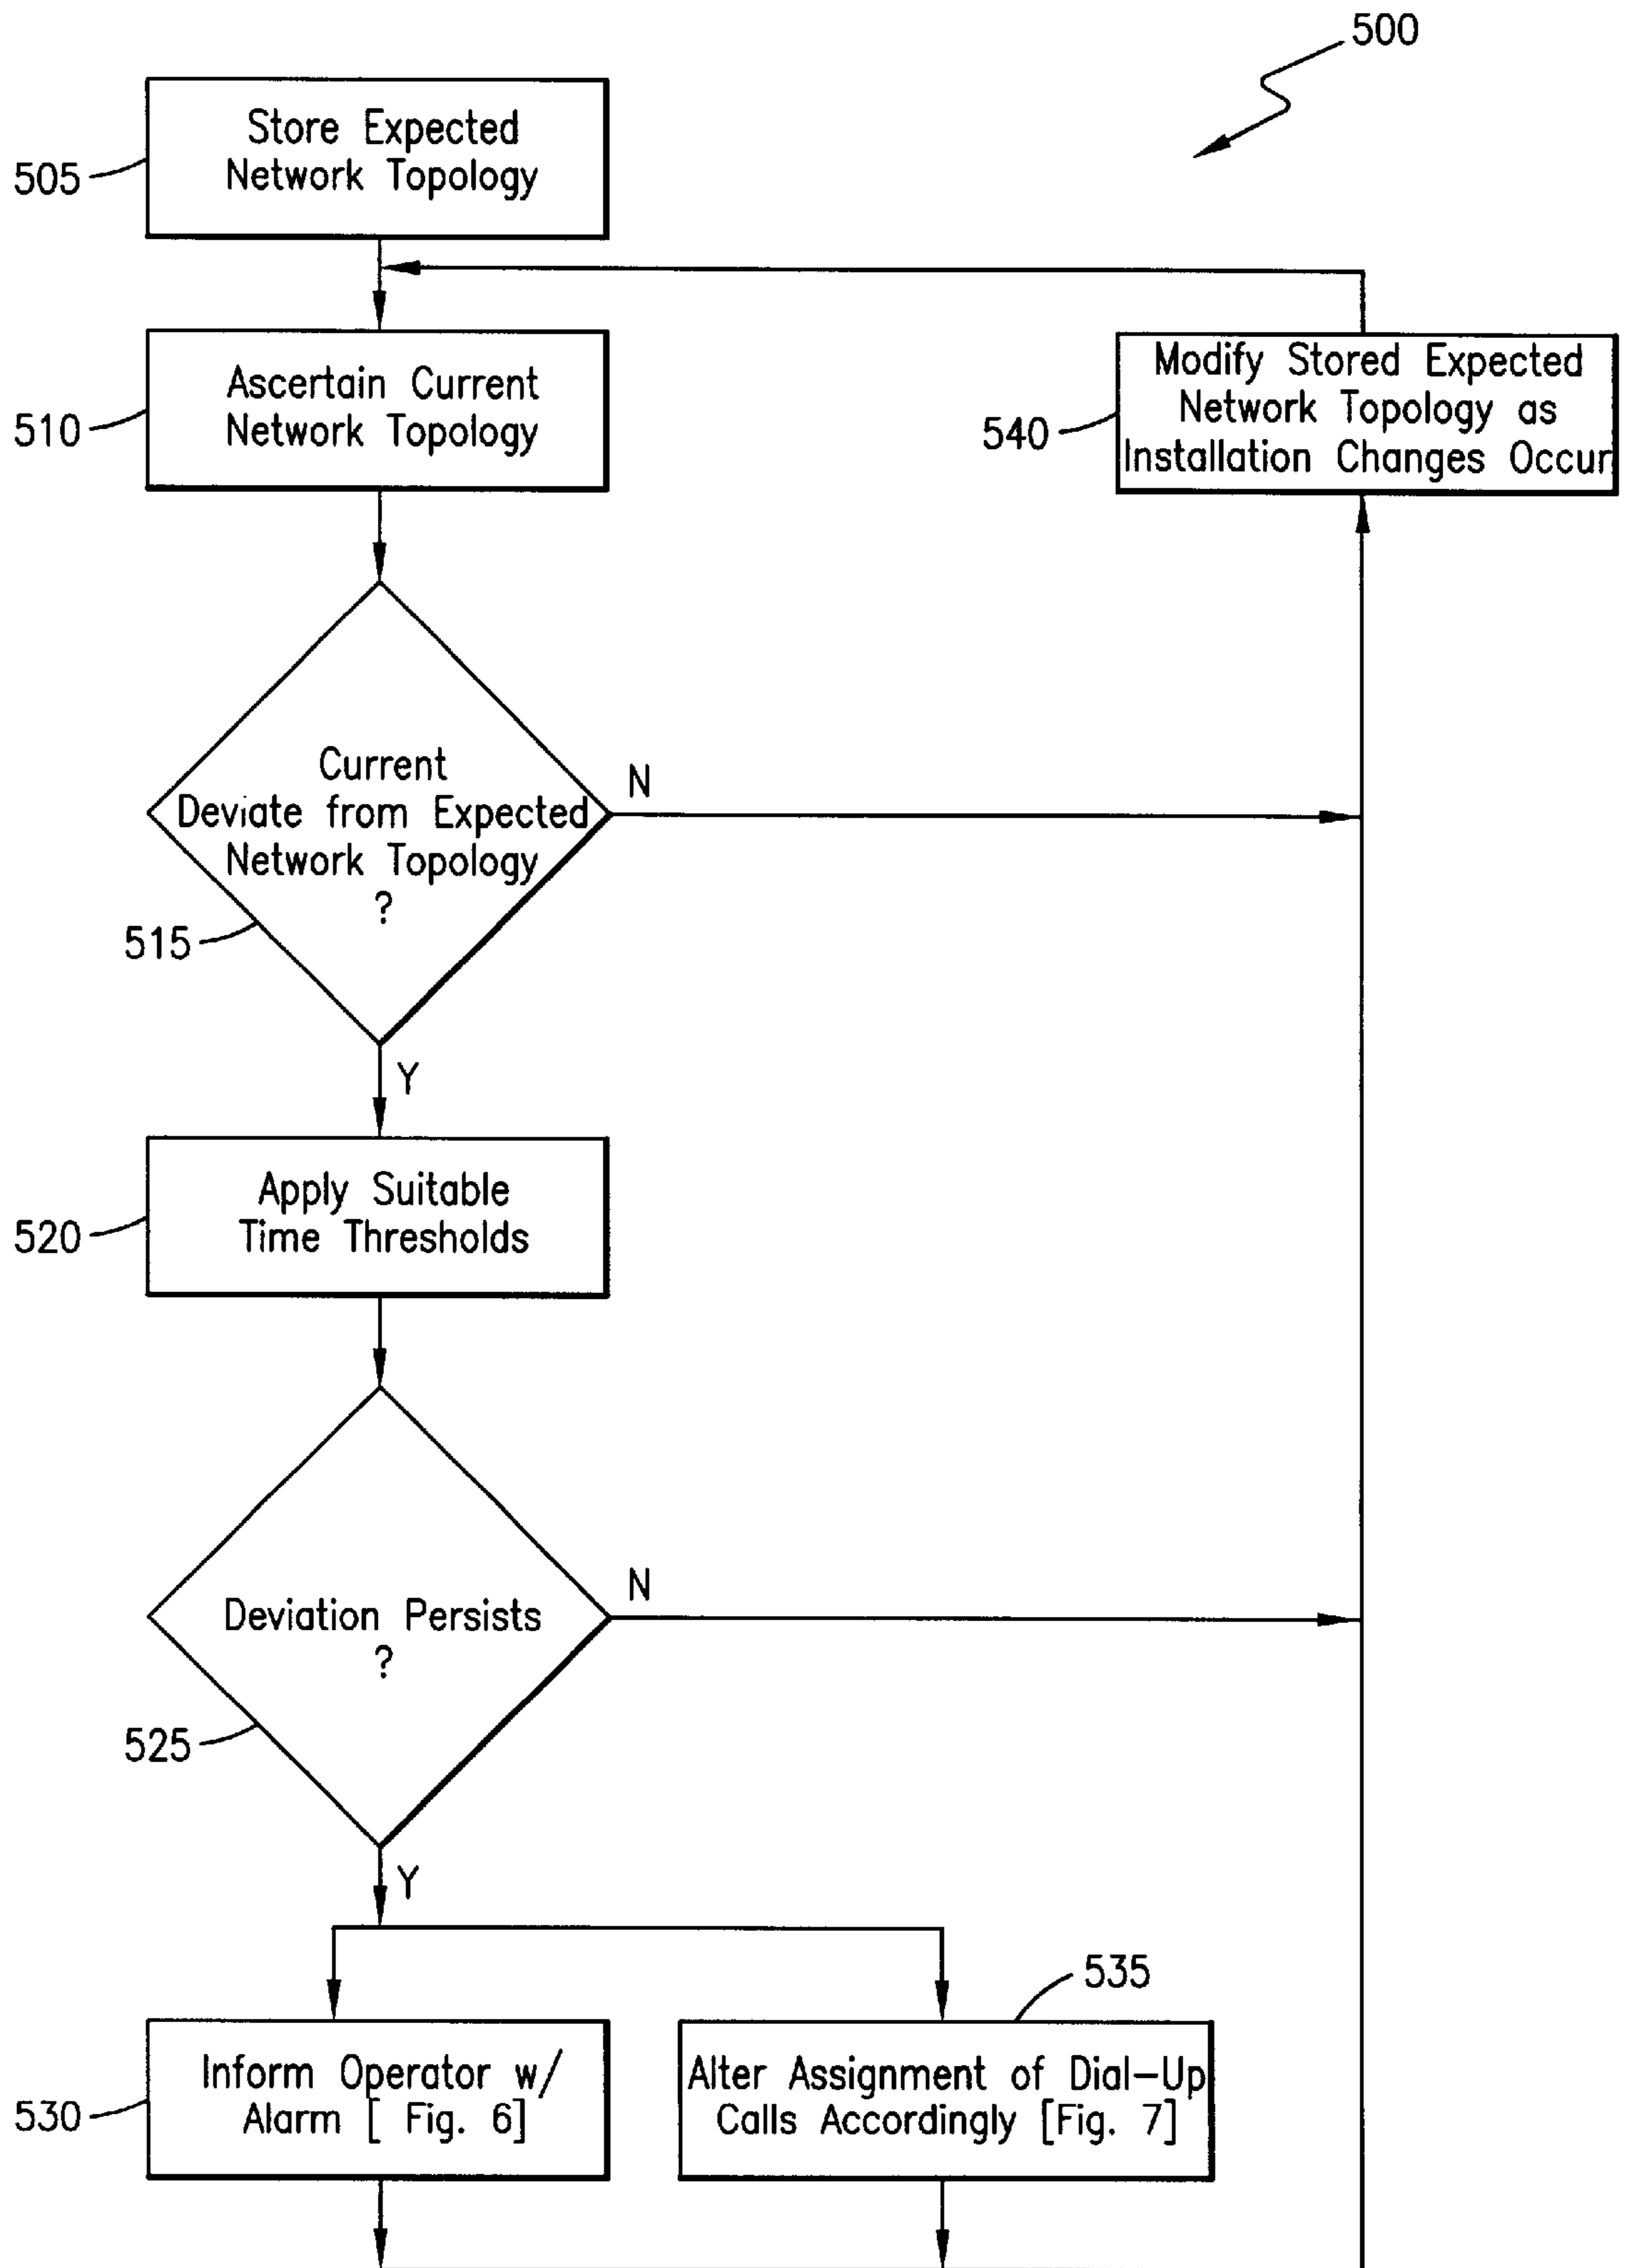 500
Store Expected
Network Topology
505
Ascertain Current
Network Topology
510
Modify Stored Expected
Network Topology as
Installation Changes Occur
540
Current
Deviate from Expected
Network Topology
?
N
515
Y
Apply Suitable
Time Thresholds
520
Deviation Persists
?
N
525
Y
535
Inform Operator w/
Alarm [ Fig. 6]
530
Alter Assignment of Dial-Up
Calls Accordingly [Fig. 7]